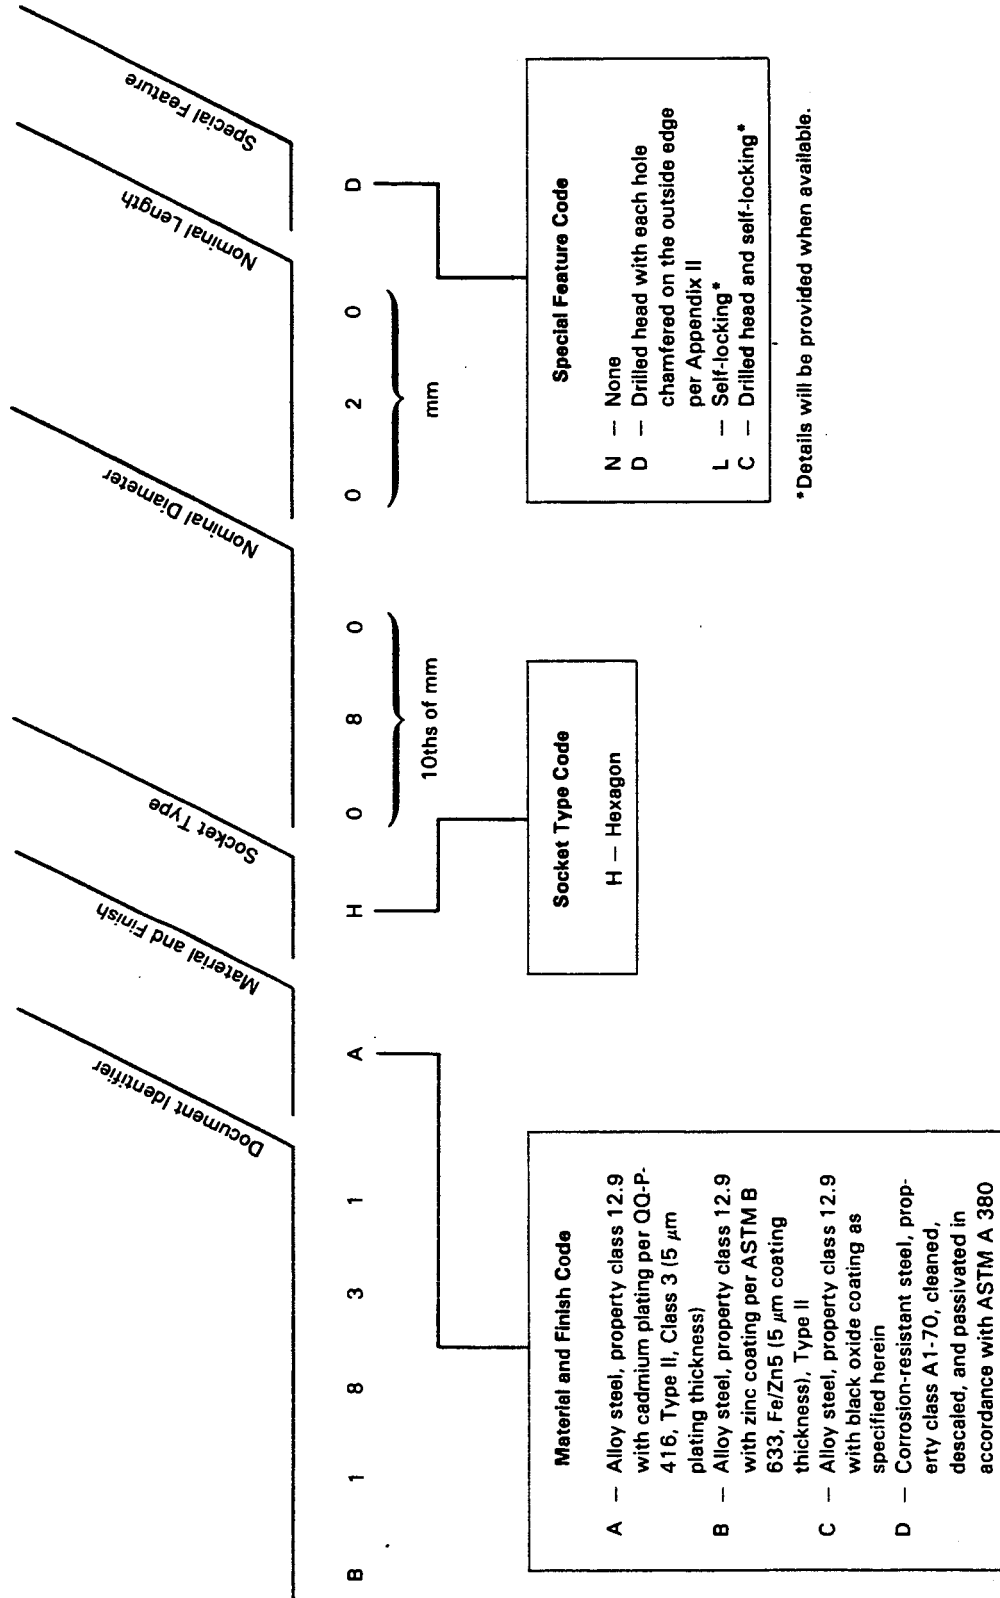 Document Identifier
Material and Finish
Socket Type
Nominal Diameter
Nominal Length
Special Feature
B 1 8 3 1 A H 0 8 0 0 2 0 D
10ths of mm
mm
Material and Finish Code
A — Alloy steel, property class 12.9
with cadmium plating per QQ-P-
416, Type II, Class 3 (5 μm
plating thickness)
B — Alloy steel, property class 12.9
with zinc coating per ASTM B
633, Fe/Zn5 (5 μm coating
thickness), Type II
C — Alloy steel, property class 12.9
with black oxide coating as
specified herein
D — Corrosion-resistant steel, prop-
erty class A1-70, cleaned,
descaled, and passivated in
accordance with ASTM A 380
Socket Type Code
H — Hexagon
Special Feature Code
N — None
D — Drilled head with each hole
chamfered on the outside edge
per Appendix II
L — Self-locking*
C — Drilled head and self-locking*
*Details will be provided when available.